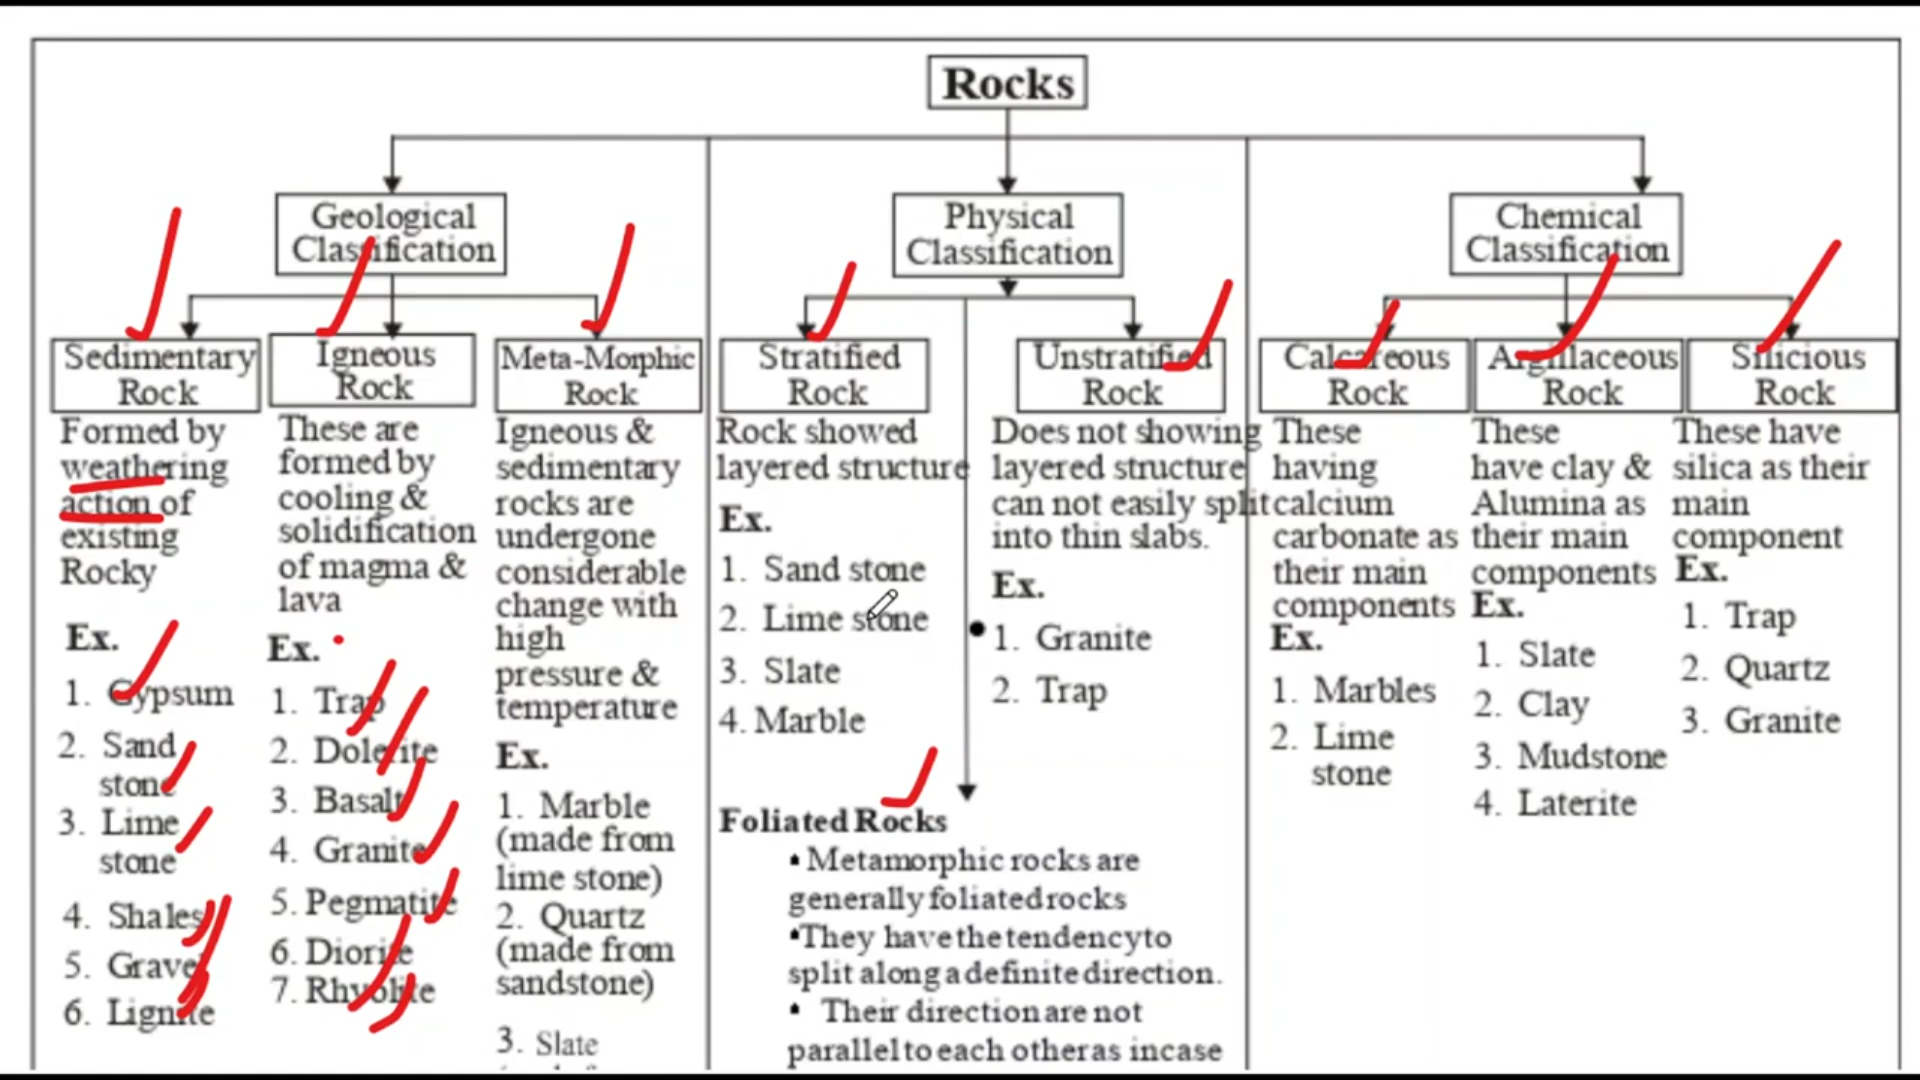 Rocks
Geological
Classification
Physical
Classification
Chemical
Classification
Sedimentary
Rock
Igneous
Rock
Meta-Morphic
Rock
Stratified
Rock
Unstratified
Rock
Calcareous
Rock
Argillaceous
Rock
Silicious
Rock
Formed by
weathering
action of
existing
Rocky
Ex.
1. Gypsum
2. Sand
stone
3. Lime
stone
4. Shales
5. Gravel
6. Lignite
These are
formed by
cooling &
solidification
of magma &
lava
Ex.
1. Trap
2. Dolerite
3. Basalt
4. Granite
5. Pegmatite
6. Diorite
7. Rhyolite
Igneous &
sedimentary
rocks are
undergone
considerable
change with
high
pressure &
temperature
Ex.
1. Marble
(made from
lime stone)
2. Quartz
(made from
sandstone)
3. Slate
Rock showed
layered structure
Ex.
1. Sand stone
2. Lime stone
3. Slate
4. Marble
Does not showing
layered structure
can not easily split
into thin slabs.
Ex.
1. Granite
2. Trap
Foliated Rocks
• Metamorphic rocks are
generally foliated rocks
•They have the tendency to
split along a definite direction.
• Their direction are not
parallel to each other as in case
These
having
calcium
carbonate as
their main
components
Ex.
1. Marbles
2. Lime
stone
These
have clay &
Alumina as
their main
components
Ex.
1. Slate
2. Clay
3. Mudstone
4. Laterite
These have
silica as their
main
component
Ex.
1. Trap
2. Quartz
3. Granite